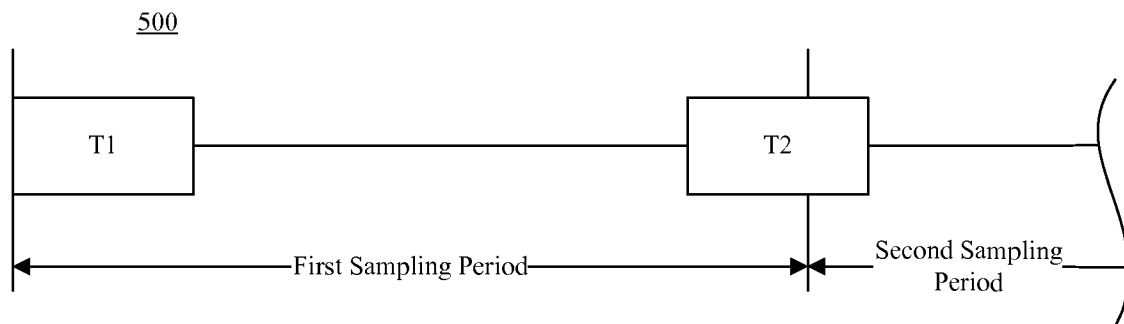 500
T1
T2
First Sampling Period
Second Sampling
Period